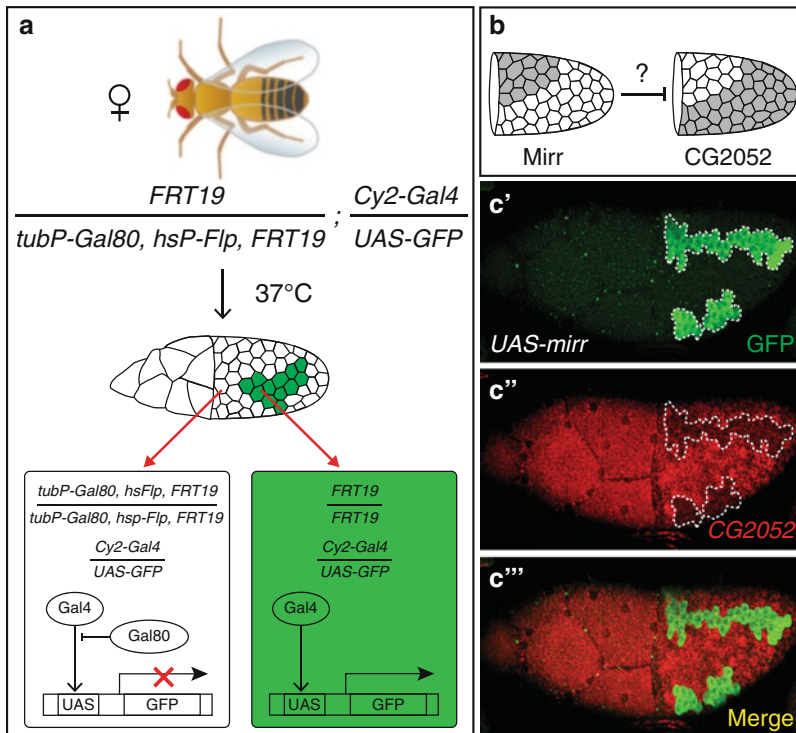 a
♀
FRT19
tubP-Gal80, hsP-Flp, FRT19
;
Cy2-Gal4
UAS-GFP
37°C
tubP-Gal80, hsFlp, FRT19
tubP-Gal80, hsp-Flp, FRT19
Cy2-Gal4
UAS-GFP
Gal4
Gal80
UAS
GFP
FRT19
FRT19
Cy2-Gal4
UAS-GFP
Gal4
UAS
GFP
b
?
Mirr
CG2052
c'
UAS-mirr
GFP
c''
CG2052
c'''
Merge